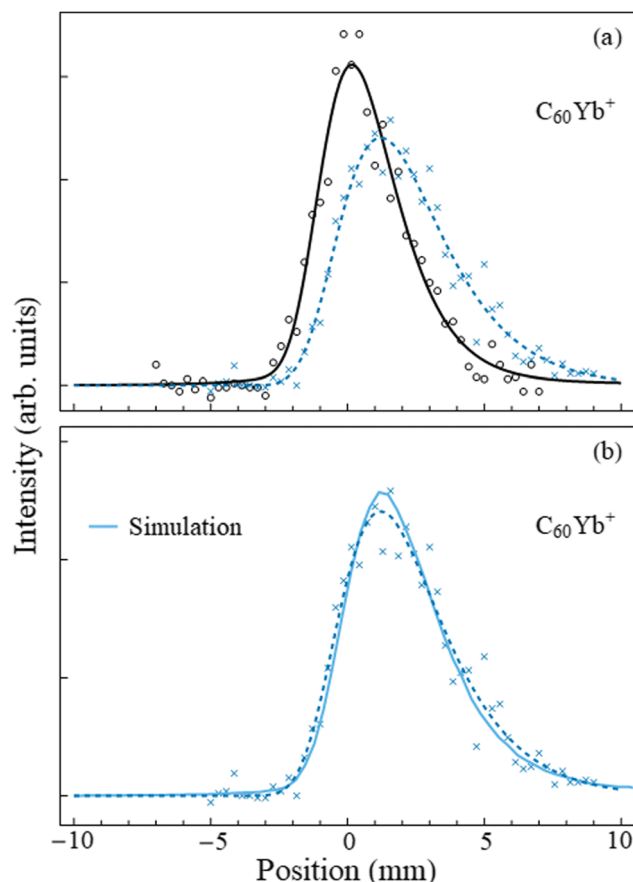 (a)
C₆₀Yb⁺
Intensity (arb. units)
(b)
Simulation
C₆₀Yb⁺
−10
−5
0
5
10
Position (mm)